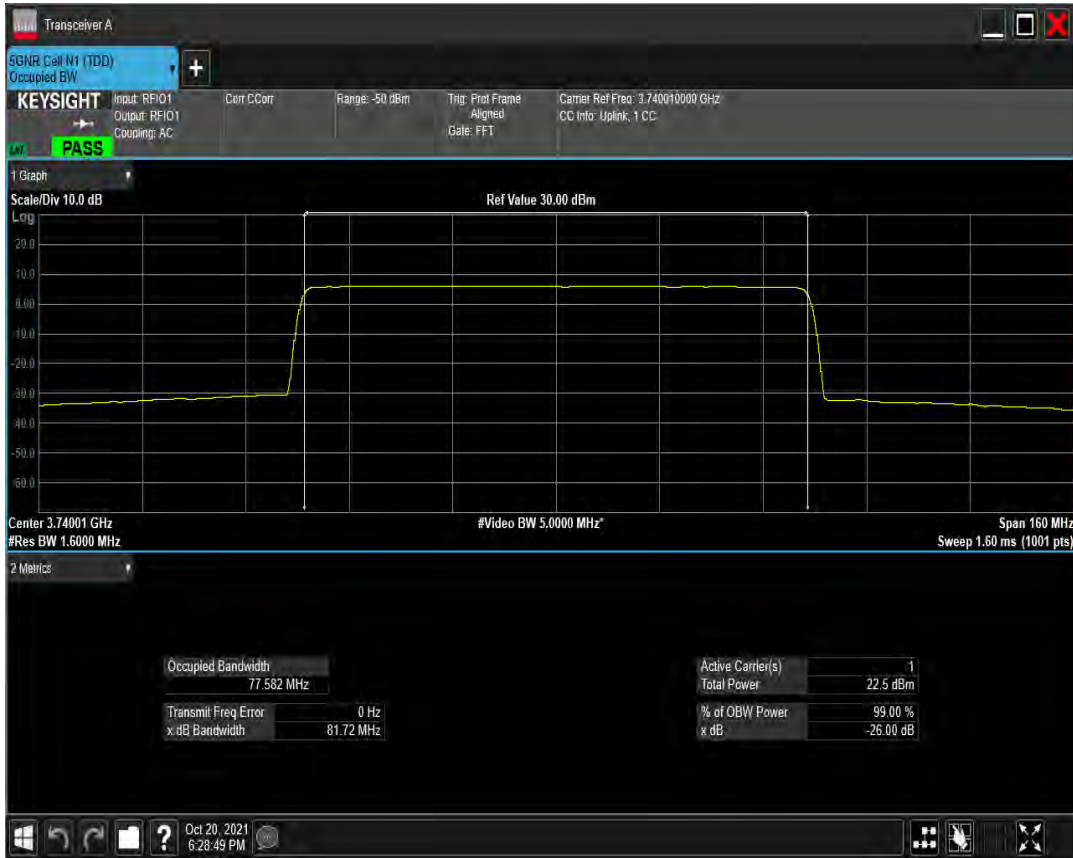 Transceiver A
5GNR Cell N1 (TDD)
Occupied BW
+
KEYSIGHT
Input: RFIO1
Output: RFIO1
Coupling: AC
Corr CCorr
Range: -50 dBm
Trig: Prot Frame
Aligned
Gate: FFT
Carrier Ref Freq: 3.740010000 GHz
CC Info: Uplink, 1 CC
PASS
1 Graph
Scale/Div 10.0 dB
Ref Value 30.00 dBm
Log
20.0
10.0
0.00
-10.0
-20.0
-30.0
-40.0
-50.0
-60.0
Center 3.74001 GHz
#Video BW 5.0000 MHz*
Span 160 MHz
#Res BW 1.6000 MHz
Sweep 1.60 ms (1001 pts)
2 Metrics
Occupied Bandwidth
77.582 MHz
Transmit Freq Error 0 Hz
x dB Bandwidth 81.72 MHz
Active Carrier(s) 1
Total Power 22.5 dBm
% of OBW Power 99.00 %
x dB -26.00 dB
?
Oct 20, 2021
6:28:49 PM